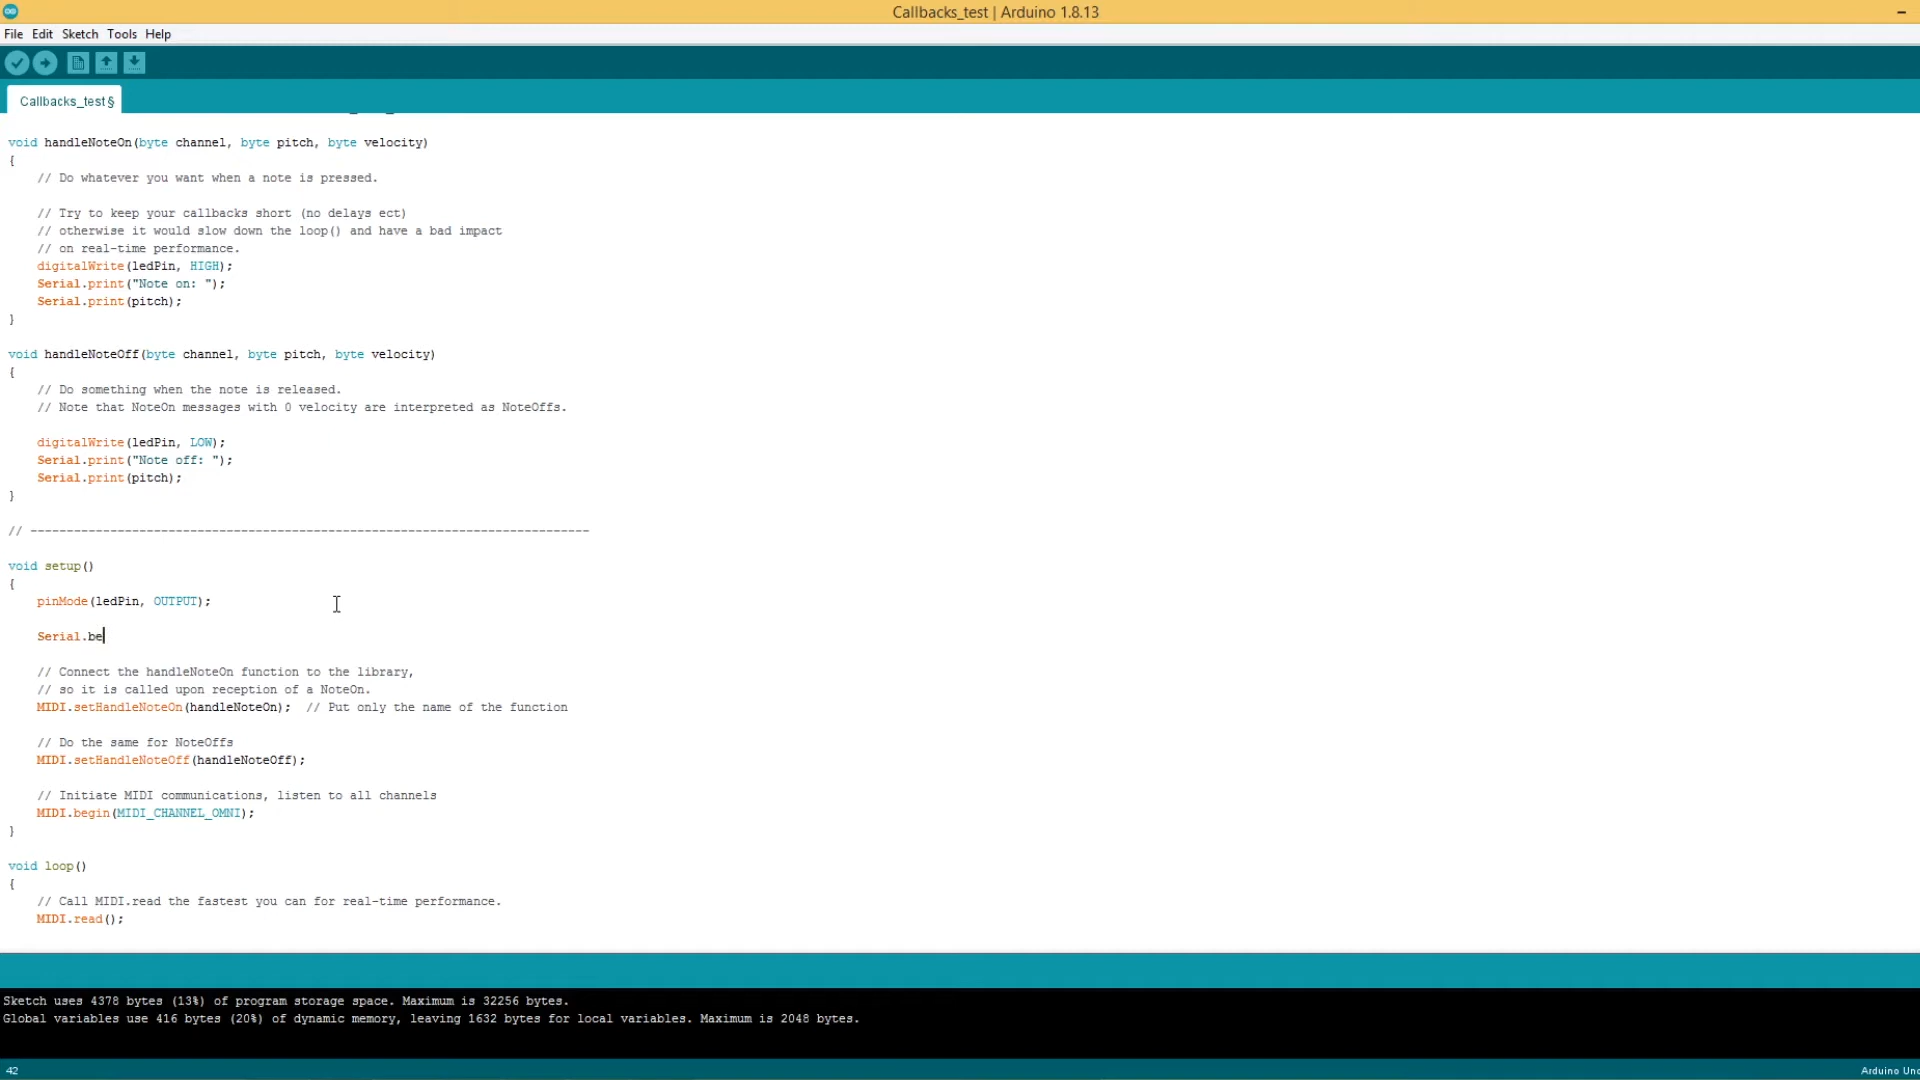 Callbacks_test | Arduino 1.8.13
File Edit Sketch Tools Help
Callbacks_test§
void handleNoteOn(byte channel, byte pitch, byte velocity)
{
// Do whatever you want when a note is pressed.
// Try to keep your callbacks short (no delays ect)
// otherwise it would slow down the loop() and have a bad impact
// on real-time performance.
digitalWrite(ledPin, HIGH);
Serial.print("Note on: ");
Serial.print(pitch);
}
void handleNoteOff(byte channel, byte pitch, byte velocity)
{
// Do something when the note is released.
// Note that NoteOn messages with 0 velocity are interpreted as NoteOffs.
digitalWrite(ledPin, LOW);
Serial.print("Note off: ");
Serial.print(pitch);
}
// -----------------------------------------------------------------------------
void setup()
{
pinMode(ledPin, OUTPUT);
Serial.be
// Connect the handleNoteOn function to the library,
// so it is called upon reception of a NoteOn.
MIDI.setHandleNoteOn(handleNoteOn);  // Put only the name of the function
// Do the same for NoteOffs
MIDI.setHandleNoteOff(handleNoteOff);
// Initiate MIDI communications, listen to all channels
MIDI.begin(MIDI_CHANNEL_OMNI);
}
void loop()
{
// Call MIDI.read the fastest you can for real-time performance.
MIDI.read();
Sketch uses 4378 bytes (13%) of program storage space. Maximum is 32256 bytes.
Global variables use 416 bytes (20%) of dynamic memory, leaving 1632 bytes for local variables. Maximum is 2048 bytes.
42
Arduino Uno